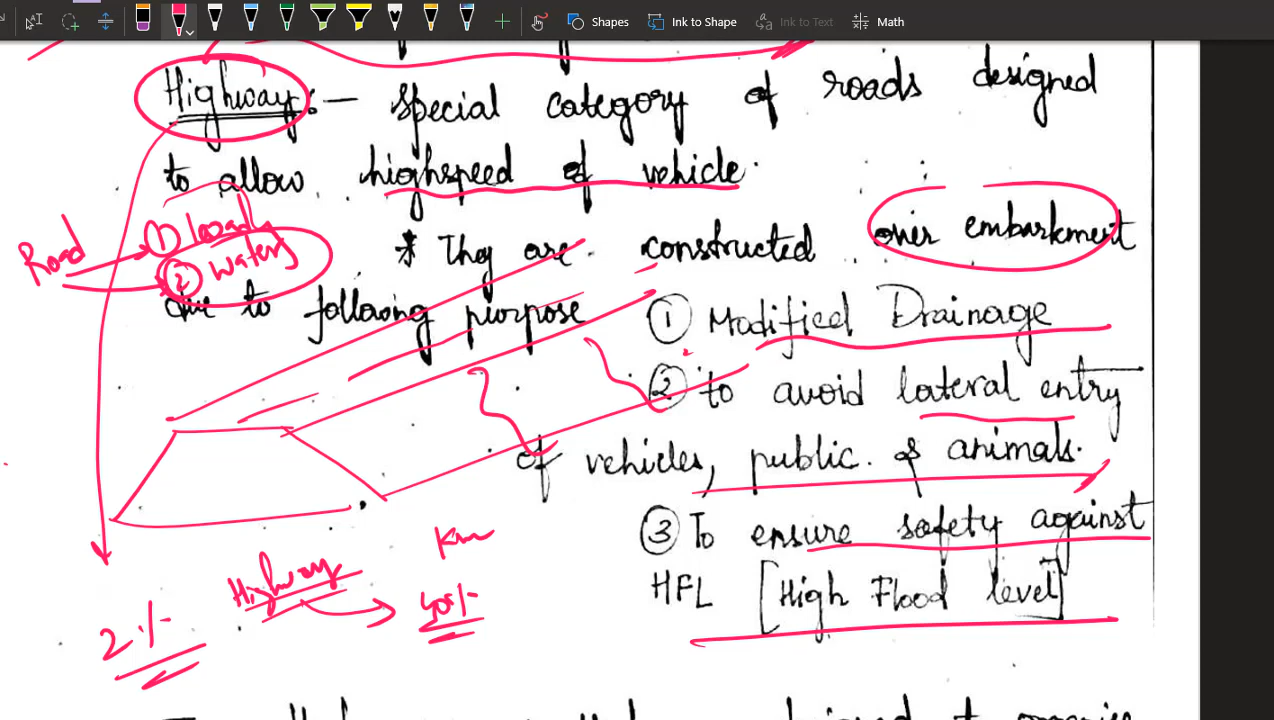 Shapes Ink to Shape Ink to Text Math
Highway :- special category of roads designed
to allow highspeed of vehicle.
Road ① loads
② waters
* They are constructed over embarkment
due to following purpose ① Modified Drainage
② to avoid lateral entry
of vehicles, public. & animals.
③ To ensure safety against
HFL [High Flood level]
Km
Highway
40%
2%